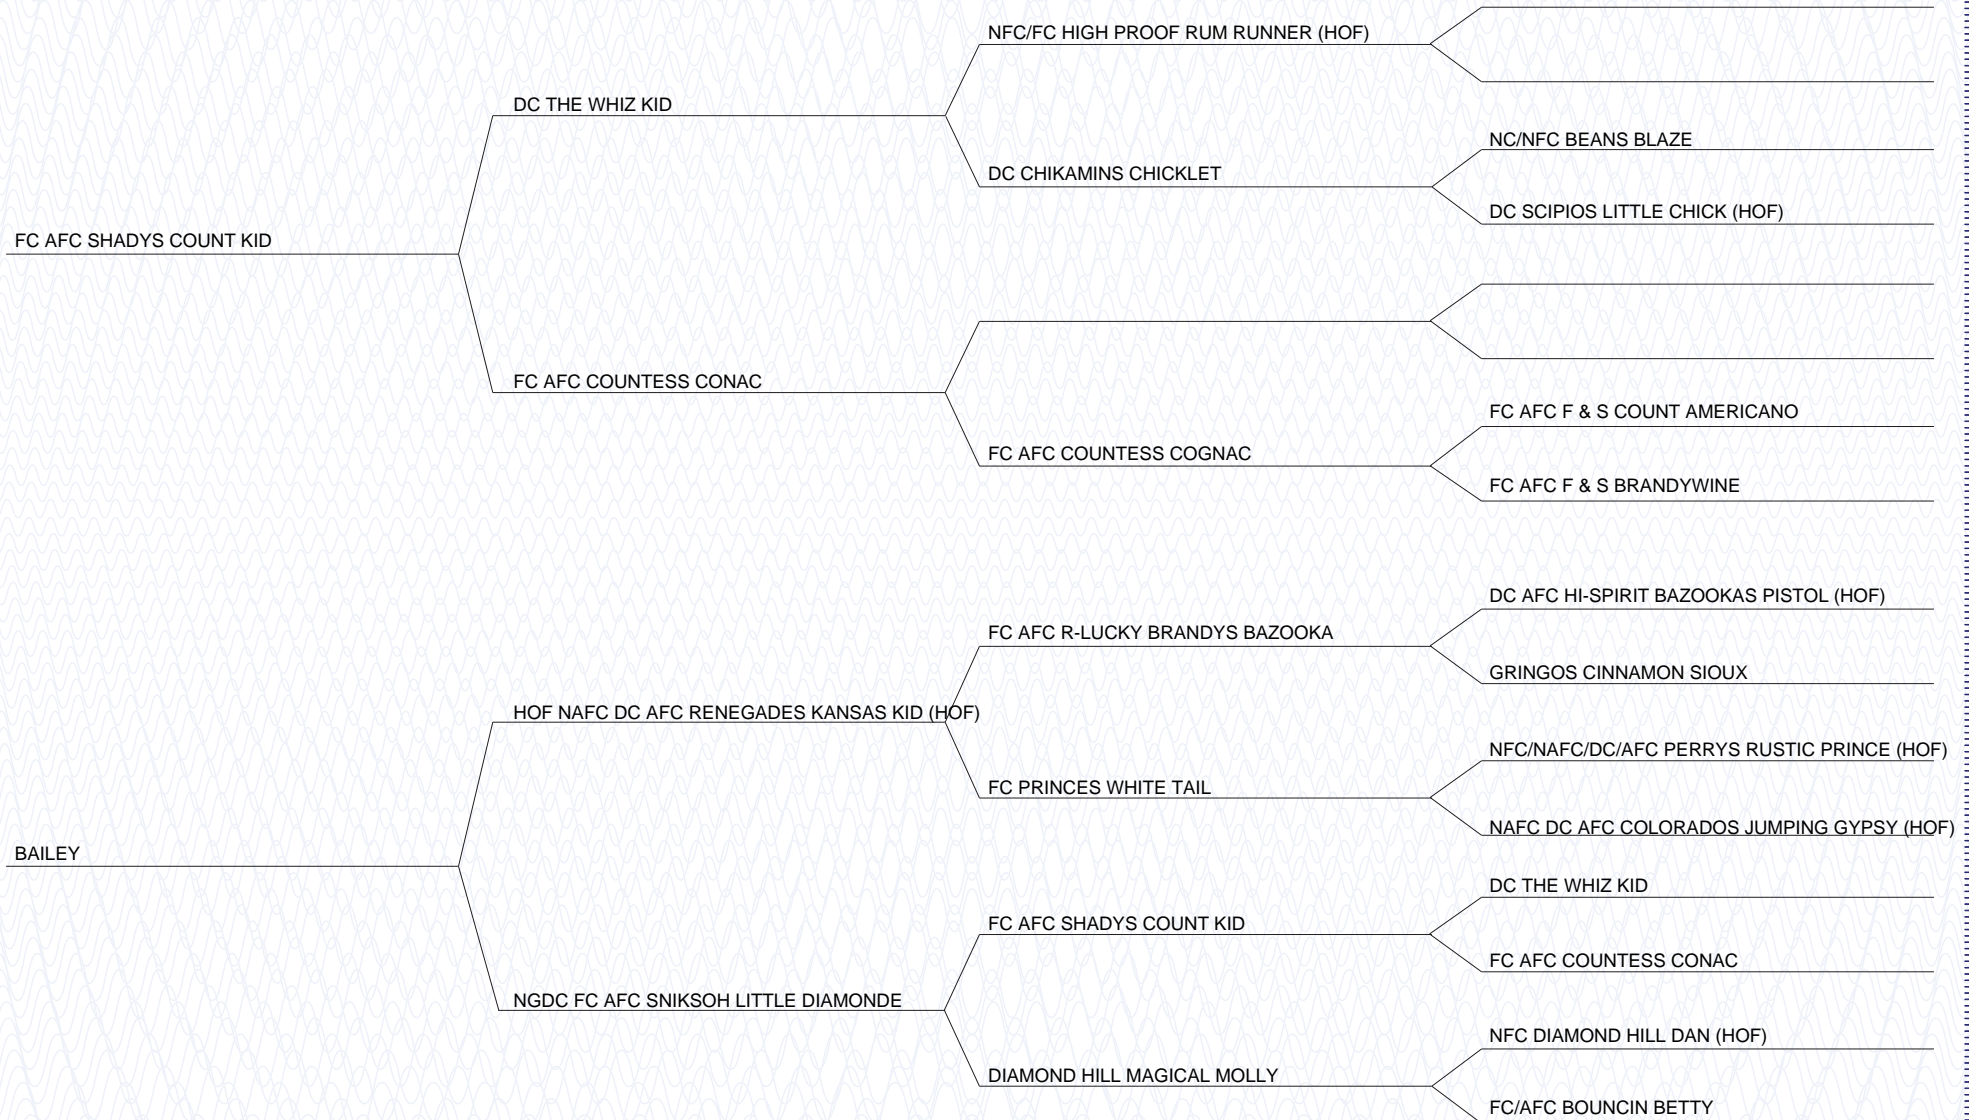 NFC/FC HIGH PROOF RUM RUNNER (HOF)
DC THE WHIZ KID
NC/NFC BEANS BLAZE
DC CHIKAMINS CHICKLET
DC SCIPIOS LITTLE CHICK (HOF)
FC AFC SHADYS COUNT KID
FC AFC COUNTESS CONAC
FC AFC F & S COUNT AMERICANO
FC AFC COUNTESS COGNAC
FC AFC F & S BRANDYWINE
DC AFC HI-SPIRIT BAZOOKAS PISTOL (HOF)
FC AFC R-LUCKY BRANDYS BAZOOKA
GRINGOS CINNAMON SIOUX
HOF NAFC DC AFC RENEGADES KANSAS KID (HOF)
NFC/NAFC/DC/AFC PERRYS RUSTIC PRINCE (HOF)
FC PRINCES WHITE TAIL
NAFC DC AFC COLORADOS JUMPING GYPSY (HOF)
BAILEY
DC THE WHIZ KID
FC AFC SHADYS COUNT KID
FC AFC COUNTESS CONAC
NGDC FC AFC SNIKSOH LITTLE DIAMONDE
NFC DIAMOND HILL DAN (HOF)
DIAMOND HILL MAGICAL MOLLY
FC/AFC BOUNCIN BETTY